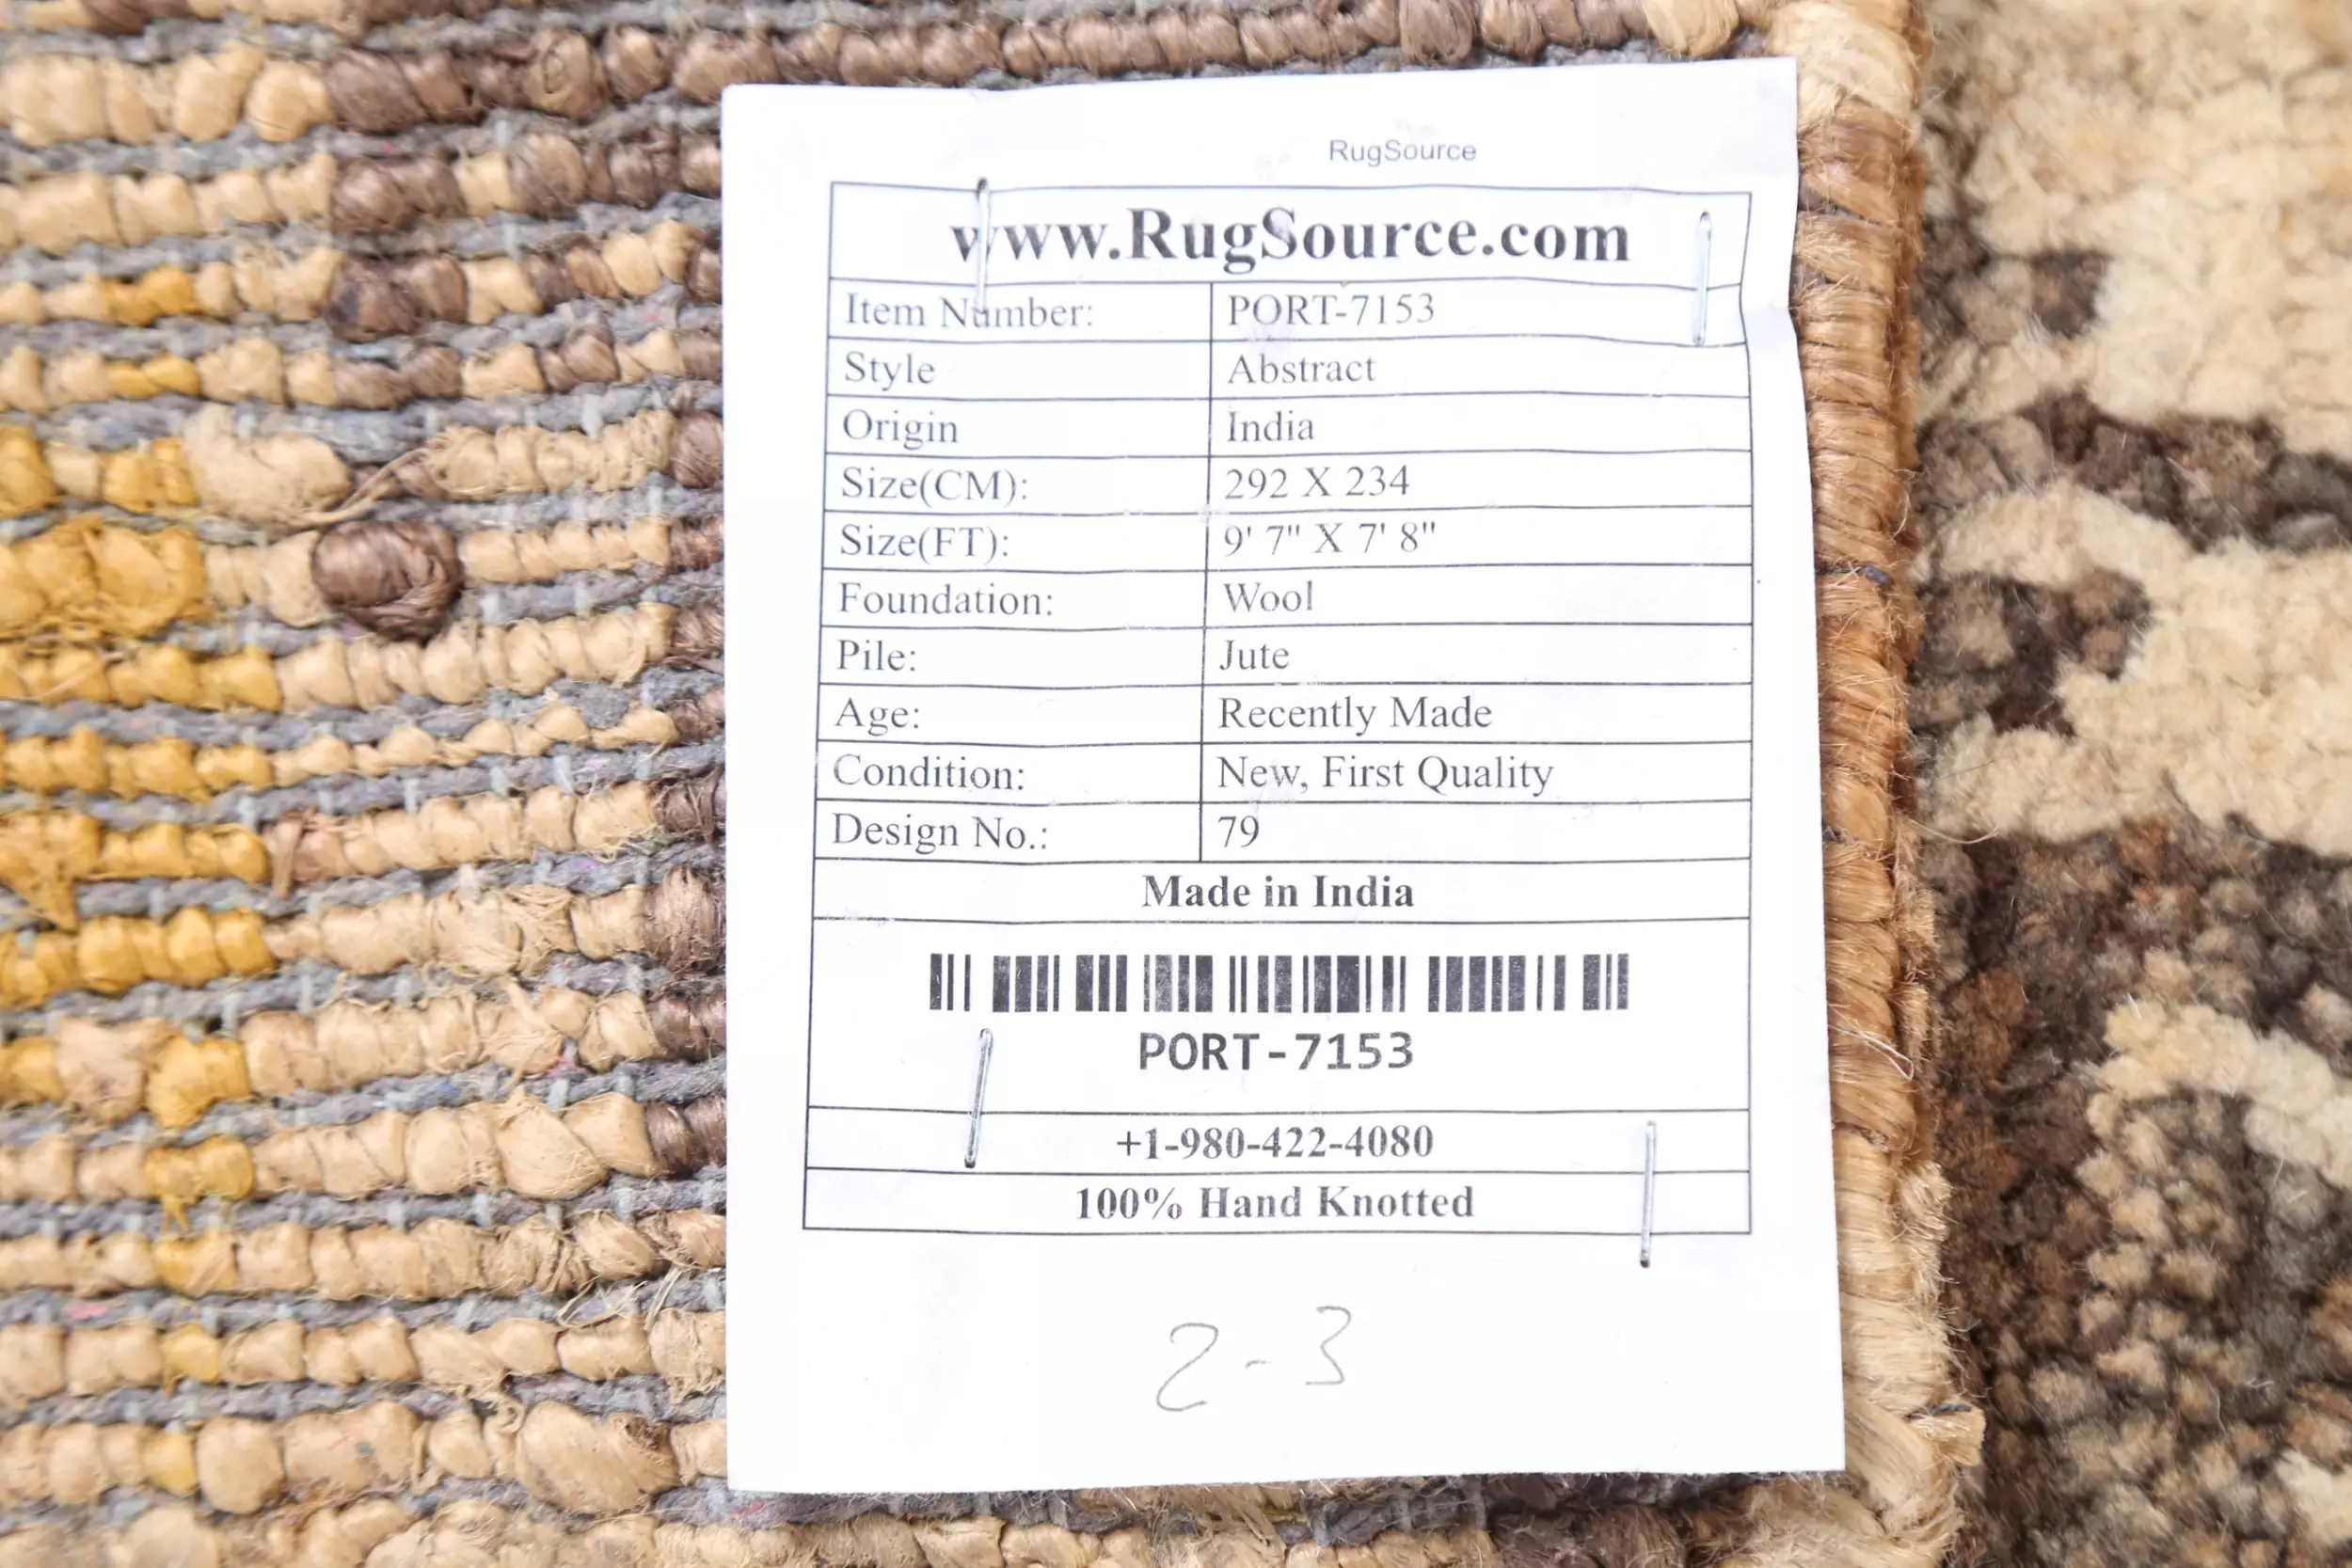 RugSource
www.RugSource.com
Item Number: PORT-7153
Style Abstract
Origin India
Size(CM): 292 X 234
Size(FT): 9' 7" X 7' 8"
Foundation: Wool
Pile: Jute
Age: Recently Made
Condition: New, First Quality
Design No.: 79
Made in India
PORT-7153
+1-980-422-4080
100% Hand Knotted
2-3